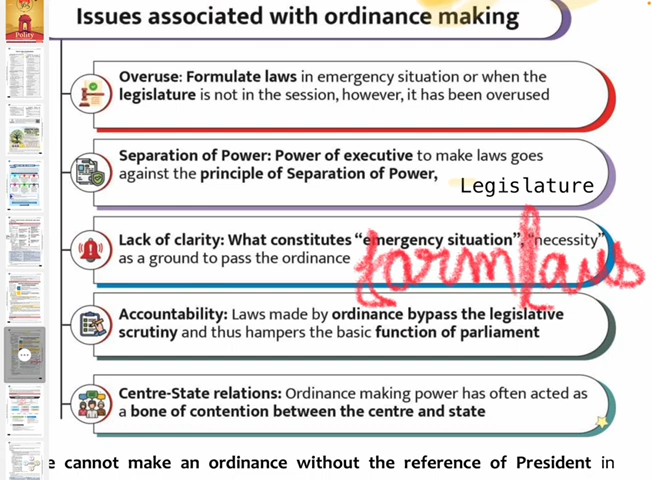 Polity
Issues associated with ordinance making
Overuse: Formulate laws in emergency situation or when the
legislature is not in the session, however, it has been overused
Separation of Power: Power of executive to make laws goes
against the principle of Separation of Power,
Legislature
Lack of clarity: What constitutes “emergency situation”, “necessity”
as a ground to pass the ordinance
farm laws
Accountability: Laws made by ordinance bypass the legislative
scrutiny and thus hampers the basic function of parliament
Centre-State relations: Ordinance making power has often acted as
a bone of contention between the centre and state
cannot make an ordinance without the reference of President in